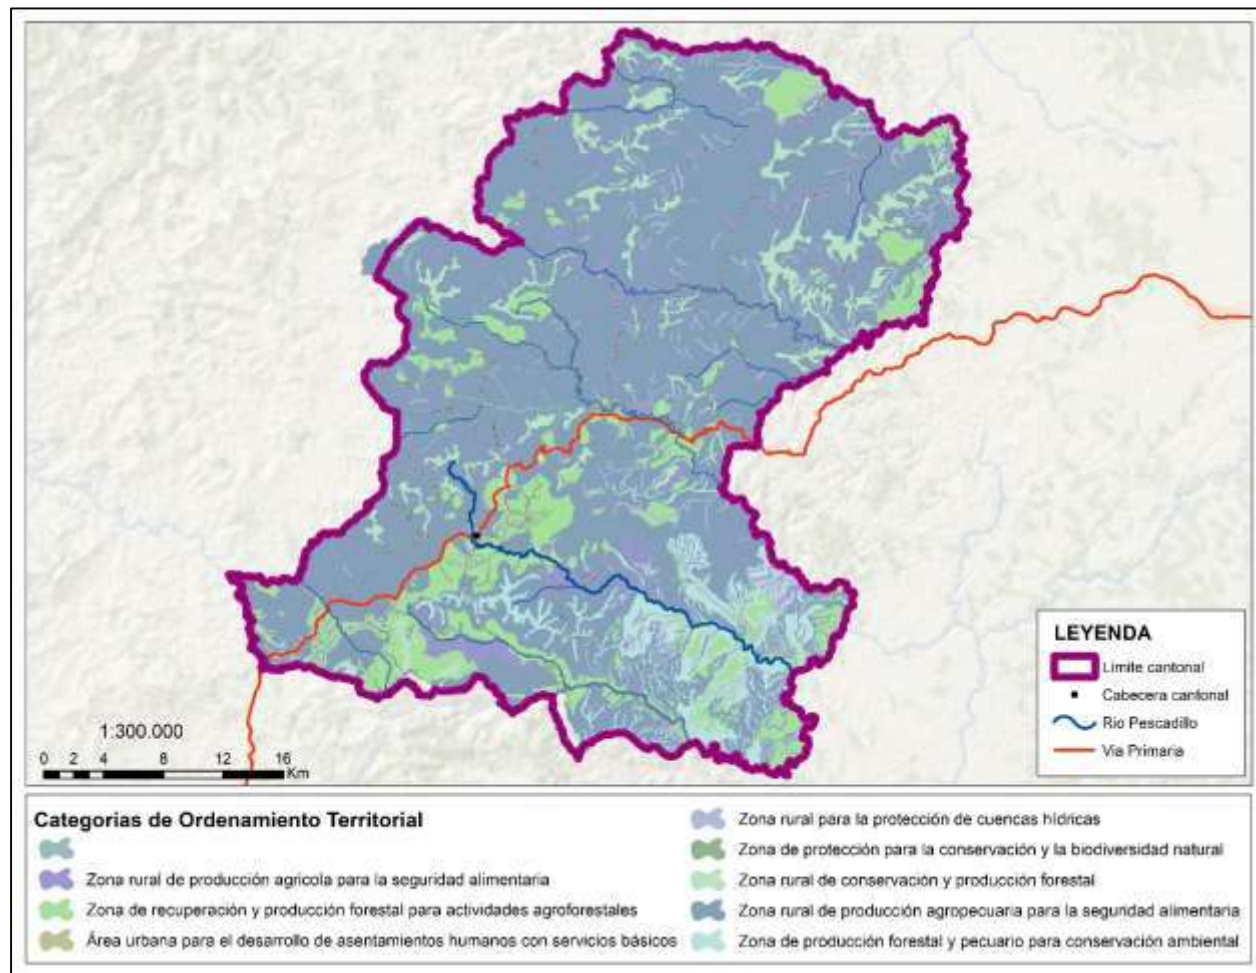 LEYENDA
Límite cantonal
Cabecera cantonal
Rio Pescadillo
Via Primaria
1:300.000
0 2 4 8 12 16
Km
Categorias de Ordenamiento Territorial
Zona rural de producción agrícola para la seguridad alimentaria
Zona de recuperación y producción forestal para actividades agroforestales
Área urbana para el desarrollo de asentamientos humanos con servicios básicos
Zona rural para la protección de cuencas hídricas
Zona de protección para la conservación y la biodiversidad natural
Zona rural de conservación y producción forestal
Zona rural de producción agropecuaria para la seguridad alimentaria
Zona de producción forestal y pecuario para conservación ambiental